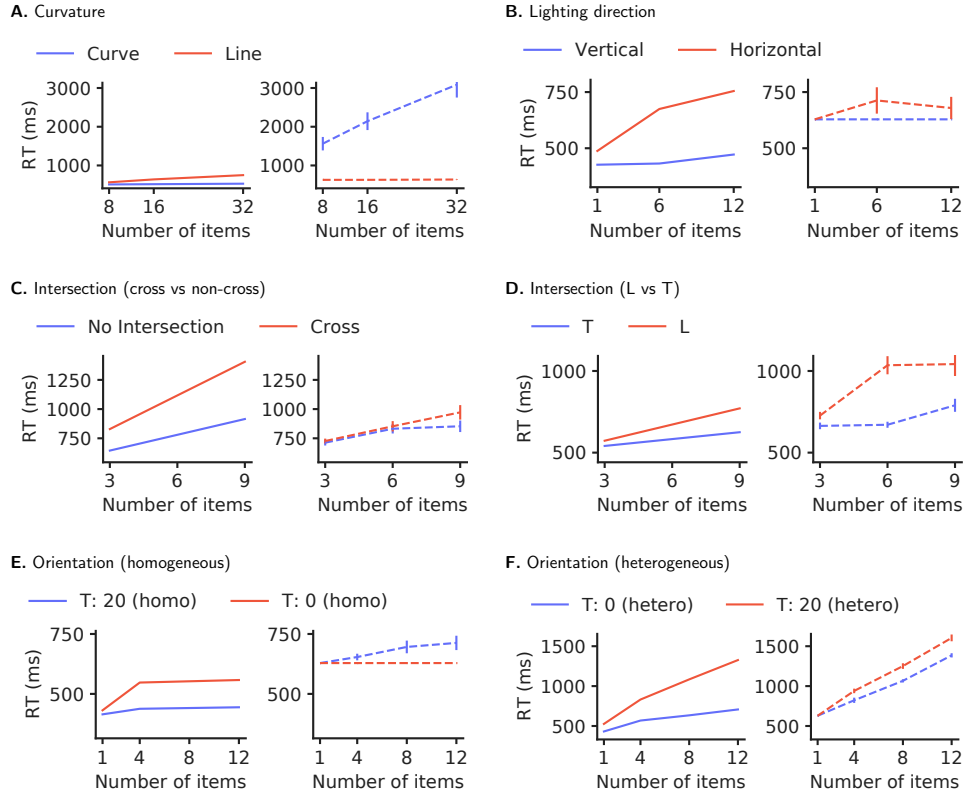 A. Curvature
Curve Line
RT (ms)
3000
2000
1000
8 16 32
Number of items
3000
2000
1000
8 16 32
Number of items
B. Lighting direction
Vertical Horizontal
RT (ms)
750
500
1 6 12
Number of items
750
500
1 6 12
Number of items
C. Intersection (cross vs non-cross)
No Intersection Cross
RT (ms)
1250
1000
750
3 6 9
Number of items
1250
1000
750
3 6 9
Number of items
D. Intersection (L vs T)
T L
RT (ms)
1000
500
3 6 9
Number of items
1000
500
3 6 9
Number of items
E. Orientation (homogeneous)
T: 20 (homo) T: 0 (homo)
RT (ms)
750
500
1 4 8 12
Number of items
750
500
1 4 8 12
Number of items
F. Orientation (heterogeneous)
T: 0 (hetero) T: 20 (hetero)
RT (ms)
1500
1000
500
1 4 8 12
Number of items
1500
1000
500
1 4 8 12
Number of items